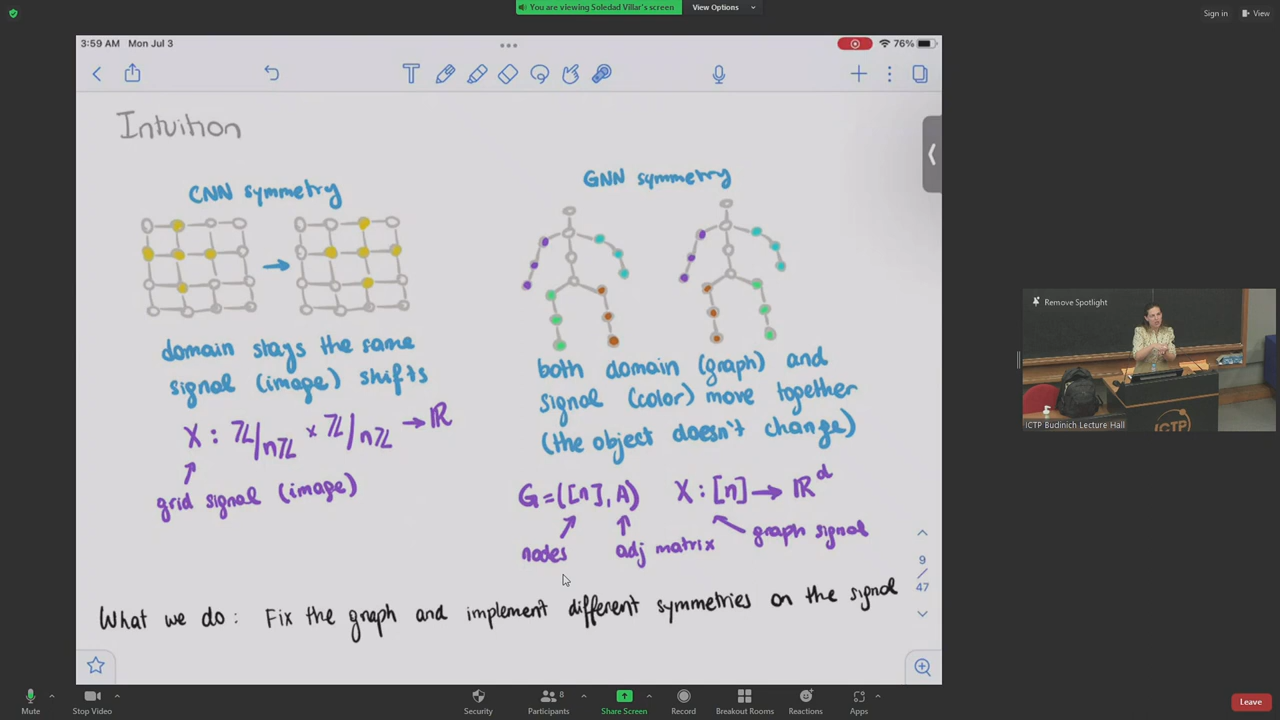 You are viewing Soledad Villar's screen
View Options
Sign in
View
3:59 AM Mon Jul 3
76%
Intuition
CNN symmetry
domain stays the same
signal (image) shifts
X : ℤ/nℤ × ℤ/nℤ → ℝ
grid signal (image)
GNN symmetry
both domain (graph) and
signal (color) move together
(the object doesn't change)
G = ([n], A) X : [n] → ℝᵈ
nodes
adj matrix
graph signal
What we do : Fix the graph and implement different symmetries on the signal
9
/
47
Remove Spotlight
ICTP Budinich Lecture Hall
Mute
Stop Video
Security
Participants
8
Share Screen
Record
Breakout Rooms
Reactions
Apps
Leave